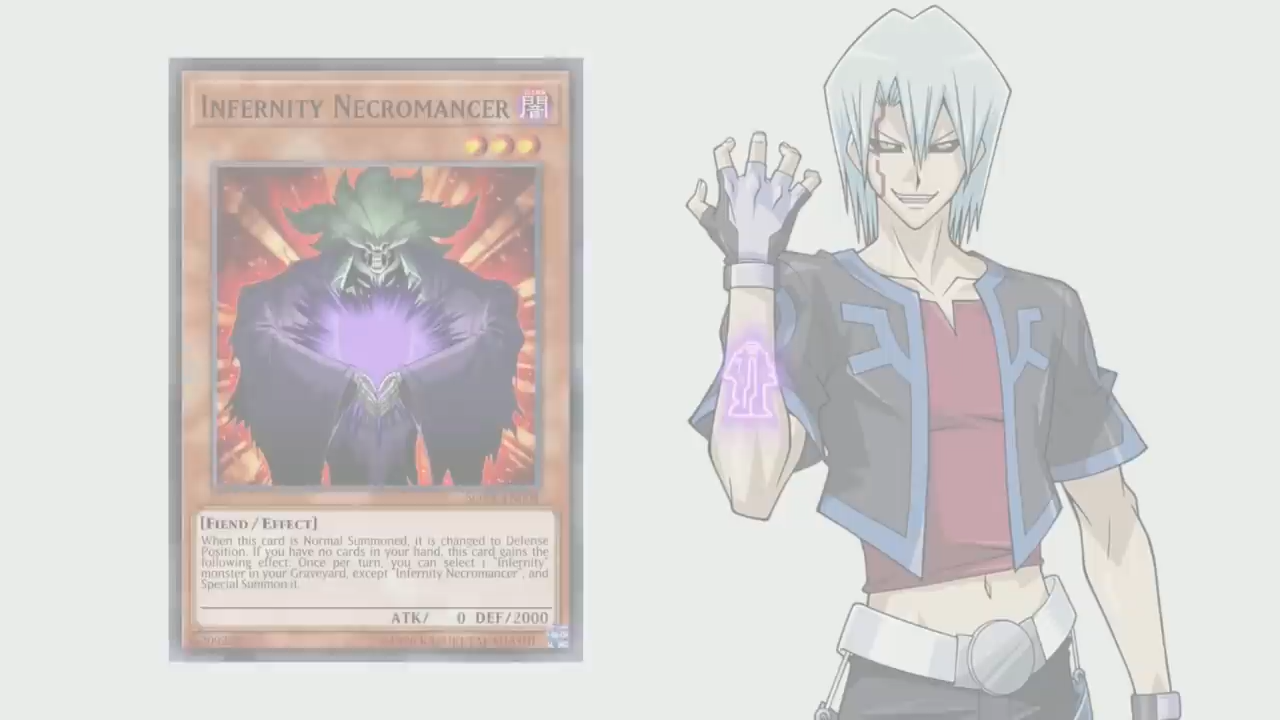 INFERNITY NECROMANCER
闇
[FIEND / EFFECT]
When this card is Normal Summoned, it is changed to Defense
Position. If you have no cards in your hand, this card gains the
following effect. Once per turn, you can select 1 "Infernity"
monster in your Graveyard, except "Infernity Necromancer", and
Special Summon it.
ATK/ 0 DEF/2000